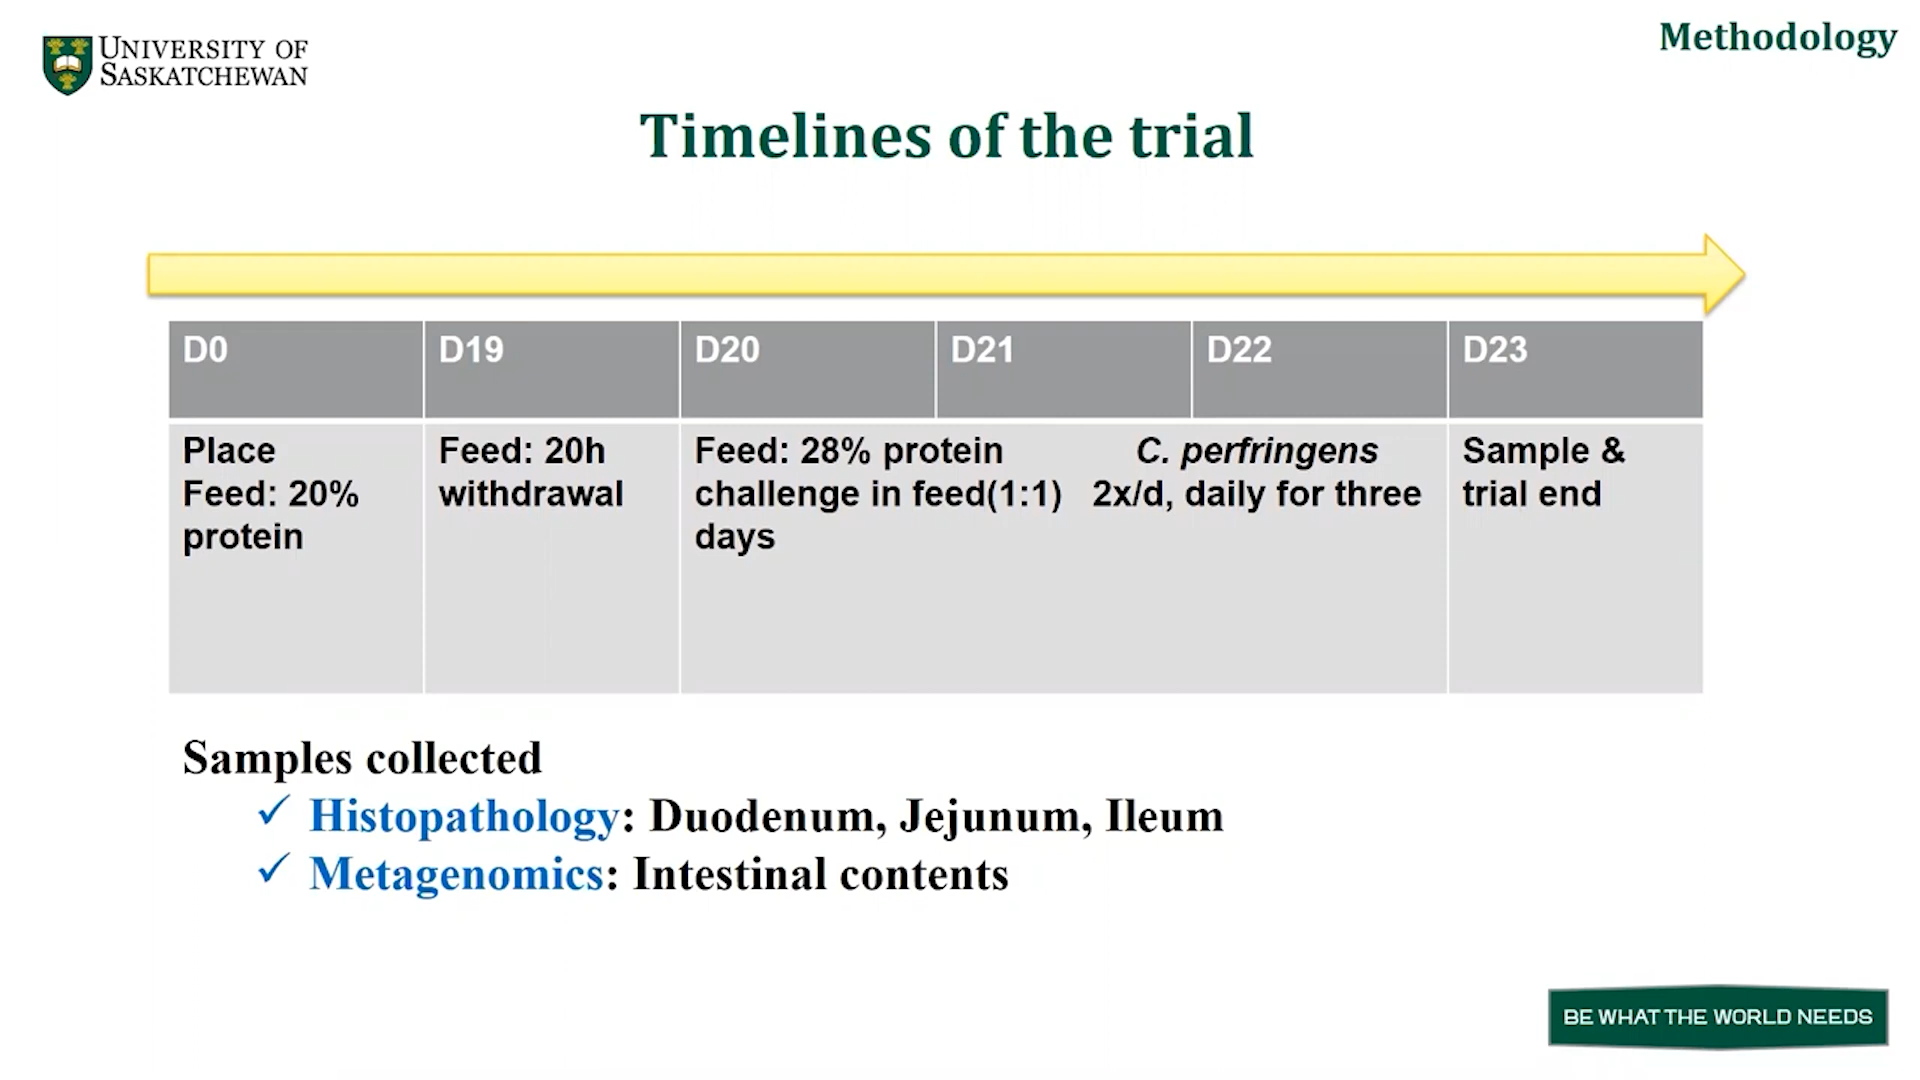 UNIVERSITY OF
SASKATCHEWAN
Methodology
Timelines of the trial
D0 D19 D20 D21 D22 D23
Place
Feed: 20%
protein
Feed: 20h
withdrawal
Feed: 28% protein C. perfringens
challenge in feed(1:1) 2x/d, daily for three
days
Sample &
trial end
Samples collected
✓ Histopathology: Duodenum, Jejunum, Ileum
✓ Metagenomics: Intestinal contents
BE WHAT THE WORLD NEEDS